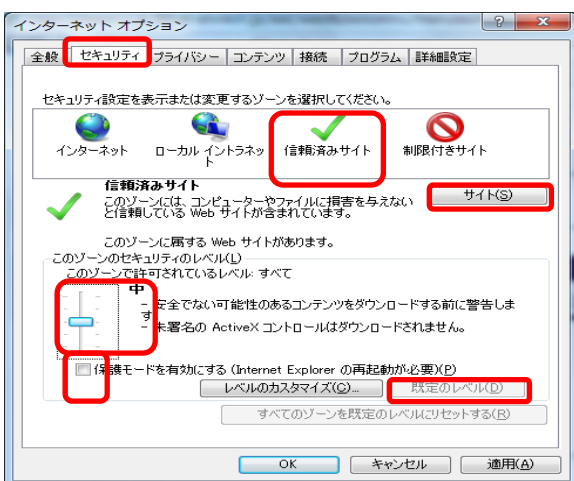 インターネット オプション
全般 セキュリティ プライバシー コンテンツ 接続 プログラム 詳細設定
セキュリティ設定を表示または変更するゾーンを選択してください。
インターネット
ローカル イントラネッ
ト
信頼済みサイト
制限付きサイト
信頼済みサイト
このゾーンには、コンピューターやファイルに損害を与えない
と信頼している Web サイトが含まれています。
サイト(S)
このゾーンに属する Web サイトがあります。
このゾーンのセキュリティのレベル(L)
このゾーンで許可されているレベル: すべて
中
- 安全でない可能性のあるコンテンツをダウンロードする前に警告しま
す
- 未署名の ActiveX コントロールはダウンロードされません。
保護モードを有効にする (Internet Explorer の再起動が必要)(P)
レベルのカスタマイズ(C)... 既定のレベル(D)
すべてのゾーンを既定のレベルにリセットする(R)
OK キャンセル 適用(A)